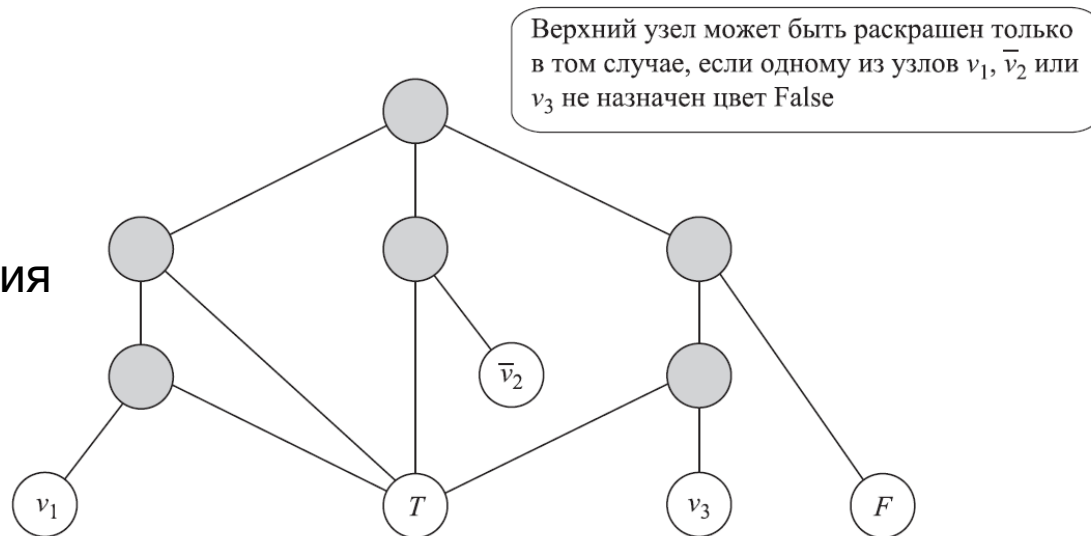 Верхний узел может быть раскрашен только
в том случае, если одному из узлов v₁, v̅₂ или
v₃ не назначен цвет False
ия
v̅₂
v₁
T
v₃
F